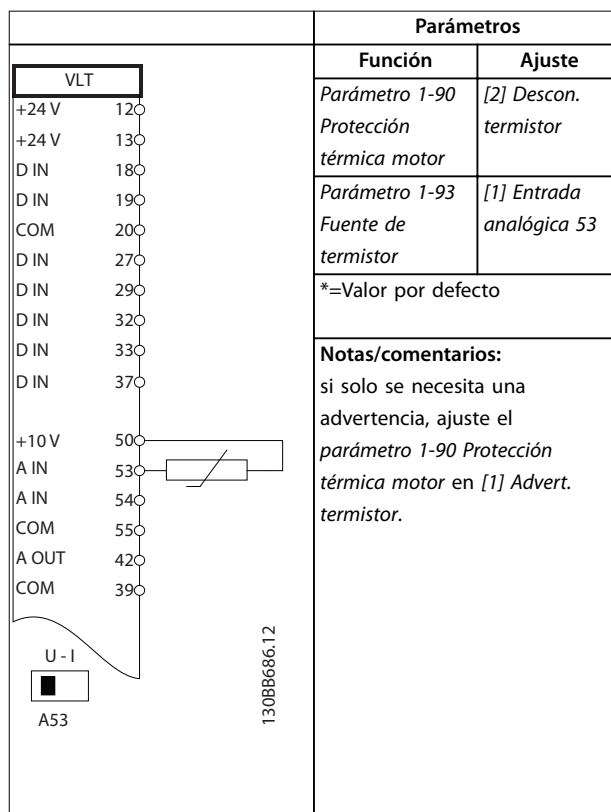 VLT
+24 V 12
+24 V 13
D IN 18
D IN 19
COM 20
D IN 27
D IN 29
D IN 32
D IN 33
D IN 37
+10 V 50
A IN 53
A IN 54
COM 55
A OUT 42
COM 39
U - I
A53
130BB686.12
Parámetros
Función Ajuste
Parámetro 1-90 [2] Descon.
Protección termistor
térmica motor
Parámetro 1-93 [1] Entrada
Fuente de analógica 53
termistor
*=Valor por defecto
Notas/comentarios:
si solo se necesita una
advertencia, ajuste el
parámetro 1-90 Protección
térmica motor en [1] Advert.
termistor.